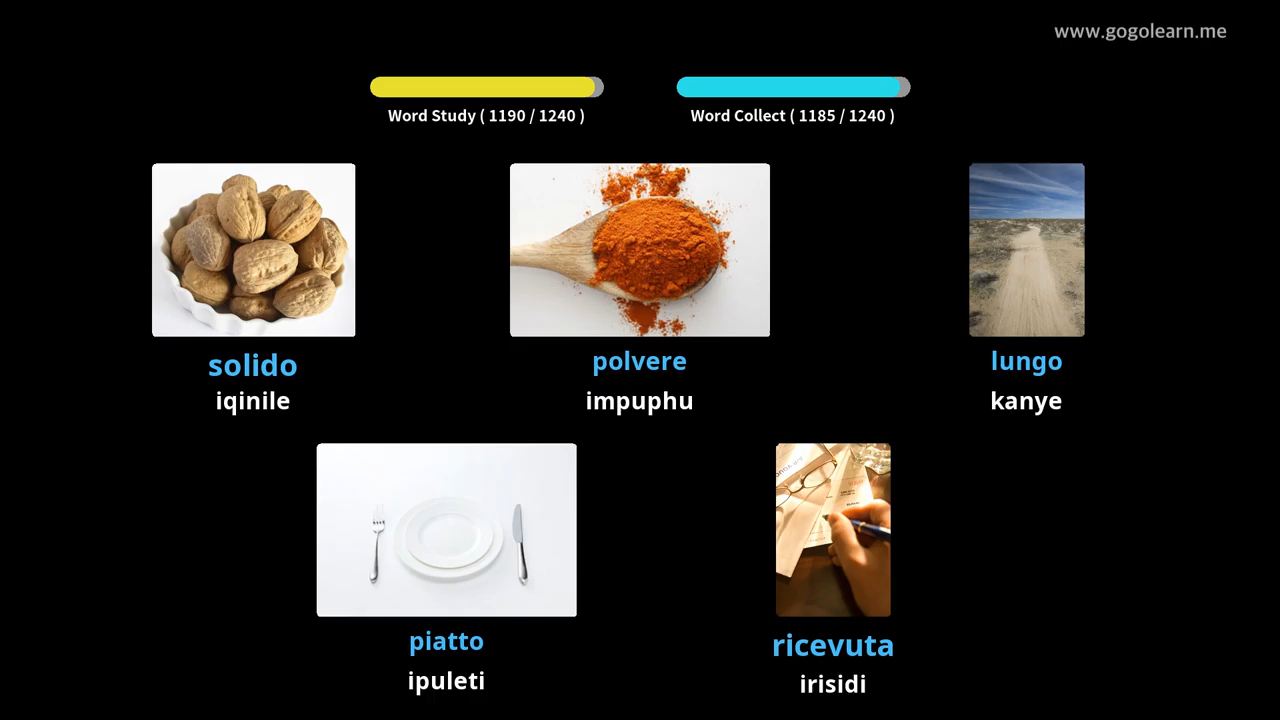 www.gogolearn.me
Word Study ( 1190 / 1240 )
Word Collect ( 1185 / 1240 )
solido
iqinile
polvere
impuphu
lungo
kanye
piatto
ipuleti
ricevuta
irisidi